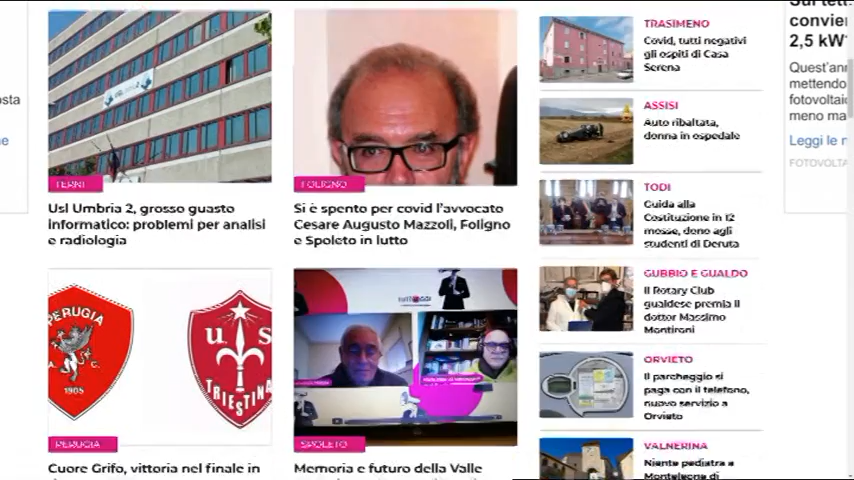 TERNI
Usl Umbria 2, grosso guasto
informatico: problemi per analisi
e radiologia
FOLIGNO
Si è spento per covid l'avvocato
Cesare Augusto Mazzoli, Foligno
e Spoleto in lutto
PERUGIA
A. C.
1905
U S
TRIESTINA
PERUGIA
Cuore Grifo, vittoria nel finale in
SPOLETO
Memoria e futuro della Valle
TRASIMENO
Covid, tutti negativi
gli ospiti di Casa
Serena
ASSISI
Auto ribaltata,
donna in ospedale
TODI
Guida alla
Costituzione in 12
mosse, dono agli
studenti di Deruta
GUBBIO E GUALDO
Il Rotary Club
gualdese premia il
dottor Massimo
Montironi
ORVIETO
Il parcheggio si
paga con il telefono,
nuovo servizio a
Orvieto
VALNERINA
Niente pediatra a
Monteleone di
convien
2,5 kW
Quest'ann
mettendo
fotovoltaic
meno ma
Leggi le n
FOTOVOLTA